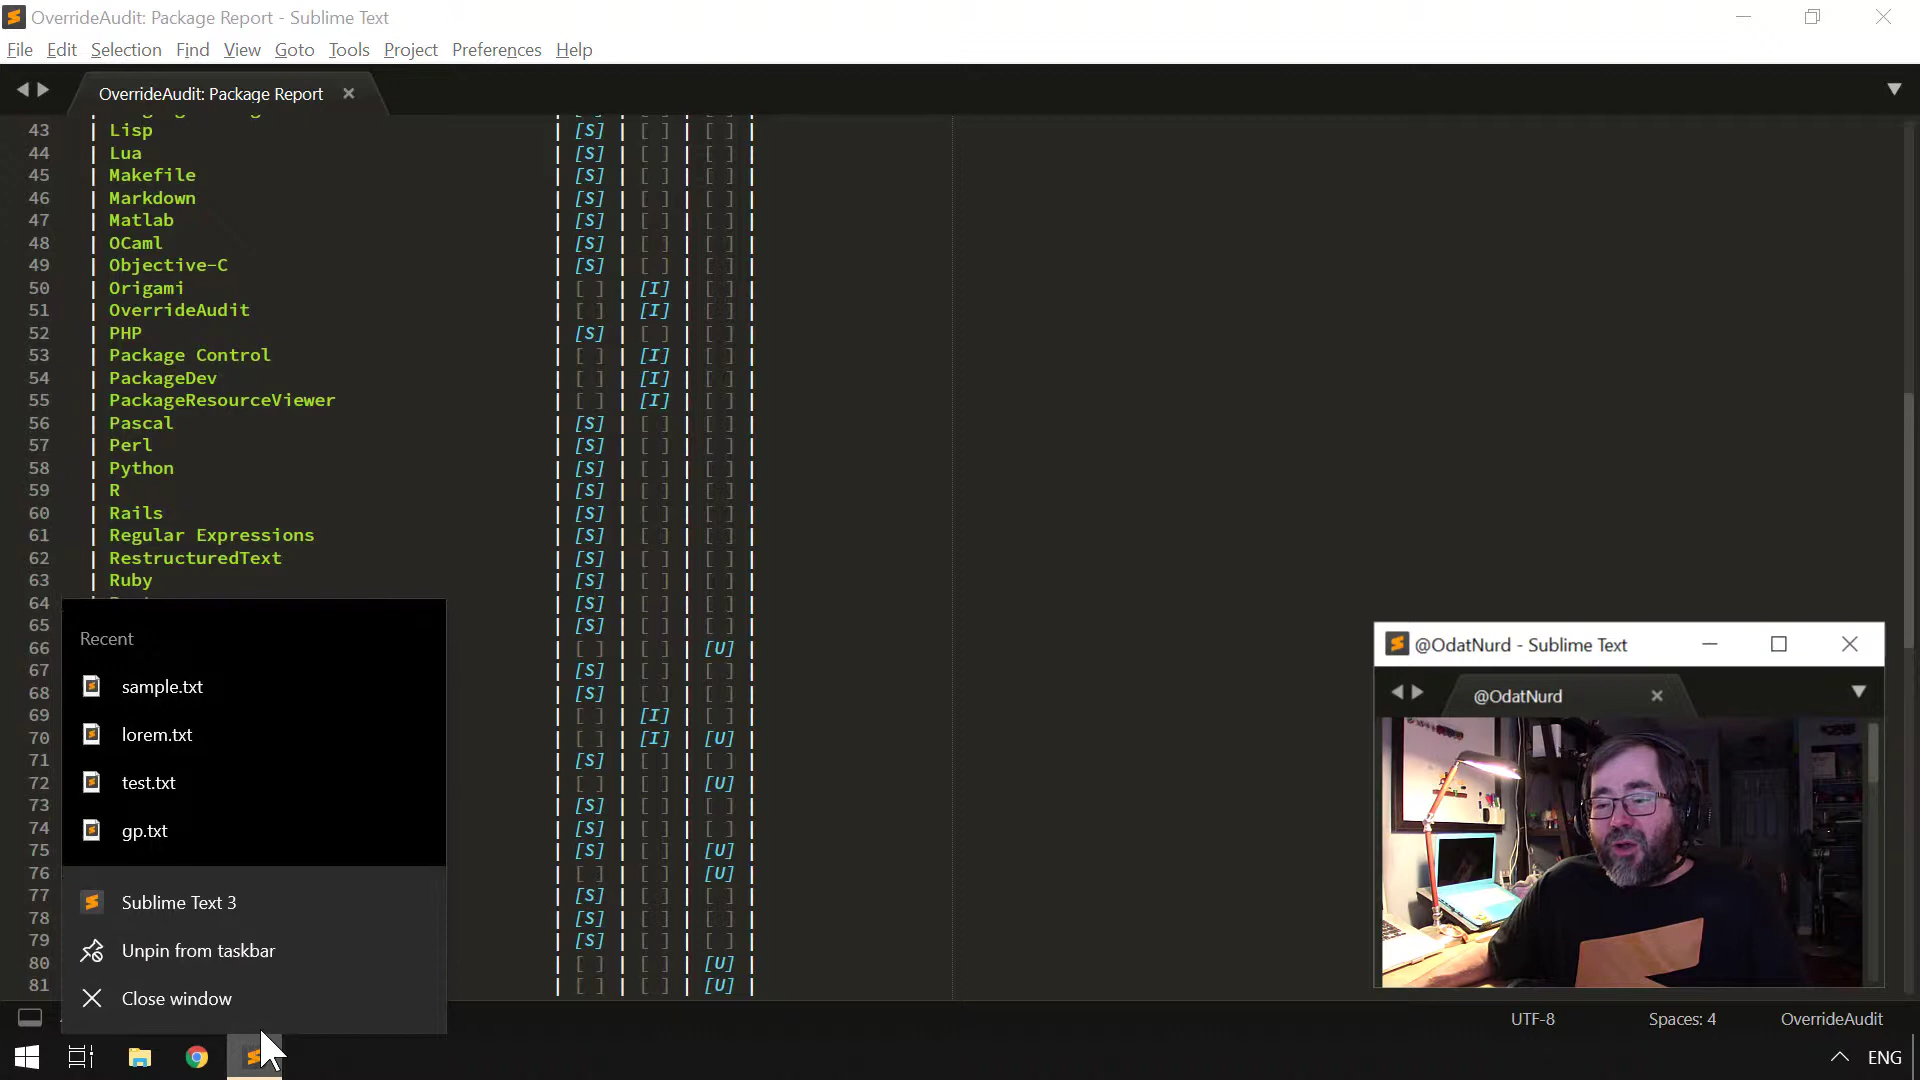 OverrideAudit: Package Report - Sublime Text
File Edit Selection Find View Goto Tools Project Preferences Help
OverrideAudit: Package Report
43 | Lisp | [S] | [ ] | [ ] |
44 | Lua | [S] | [ ] | [ ] |
45 | Makefile | [S] | [ ] | [ ] |
46 | Markdown | [S] | [ ] | [ ] |
47 | Matlab | [S] | [ ] | [ ] |
48 | OCaml | [S] | [ ] | [ ] |
49 | Objective-C | [S] | [ ] | [ ] |
50 | Origami | [ ] | [I] | [ ] |
51 | OverrideAudit | [ ] | [I] | [ ] |
52 | PHP | [S] | [ ] | [ ] |
53 | Package Control | [ ] | [I] | [ ] |
54 | PackageDev | [ ] | [I] | [ ] |
55 | PackageResourceViewer | [ ] | [I] | [ ] |
56 | Pascal | [S] | [ ] | [ ] |
57 | Perl | [S] | [ ] | [ ] |
58 | Python | [S] | [ ] | [ ] |
59 | R | [S] | [ ] | [ ] |
60 | Rails | [S] | [ ] | [ ] |
61 | Regular Expressions | [S] | [ ] | [ ] |
62 | RestructuredText | [S] | [ ] | [ ] |
63 | Ruby | [S] | [ ] | [ ] |
64 | [S] | [ ] | [ ] |
65 | [S] | [ ] | [ ] |
66 | [ ] | [ ] | [U] |
67 | [S] | [ ] | [ ] |
68 | [S] | [ ] | [ ] |
69 | [ ] | [I] | [ ] |
70 | [ ] | [I] | [U] |
71 | [S] | [ ] | [ ] |
72 | [ ] | [ ] | [U] |
73 | [S] | [ ] | [ ] |
74 | [S] | [ ] | [ ] |
75 | [S] | [ ] | [U] |
76 | [ ] | [ ] | [U] |
77 | [S] | [ ] | [ ] |
78 | [S] | [ ] | [ ] |
79 | [S] | [ ] | [ ] |
80 | [ ] | [ ] | [U] |
81 | [ ] | [ ] | [U] |
Recent
sample.txt
lorem.txt
test.txt
gp.txt
Sublime Text 3
Unpin from taskbar
Close window
@OdatNurd - Sublime Text
@OdatNurd
UTF-8 Spaces: 4 OverrideAudit
ENG